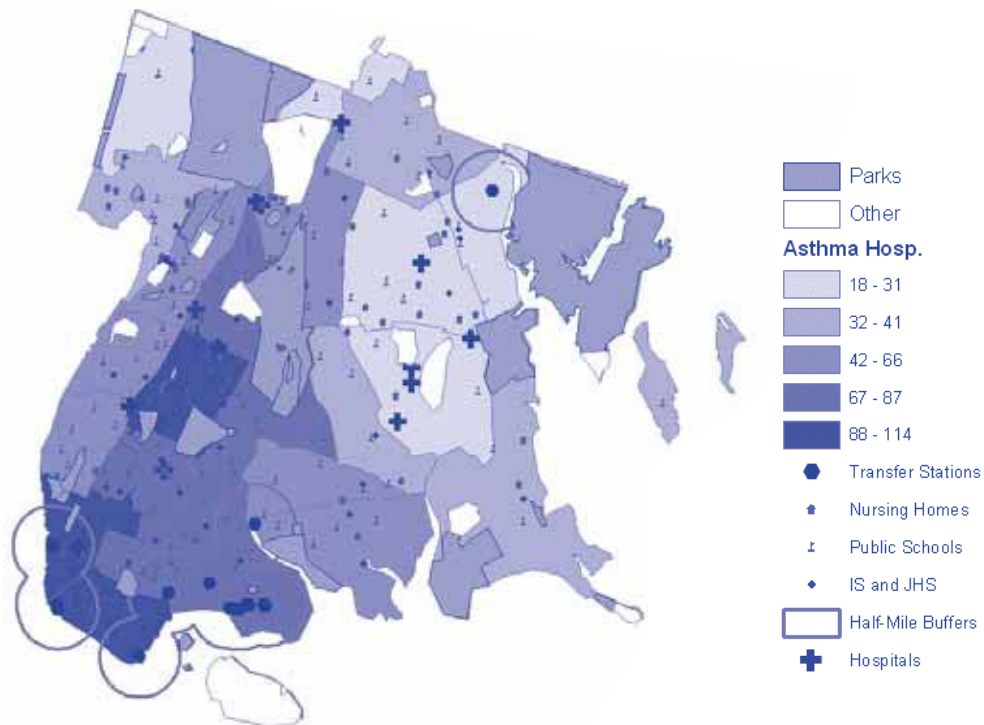 Parks
Other
Asthma Hosp.
18 - 31
32 - 41
42 - 66
67 - 87
88 - 114
Transfer Stations
Nursing Homes
Public Schools
IS and JHS
Half-Mile Buffers
Hospitals